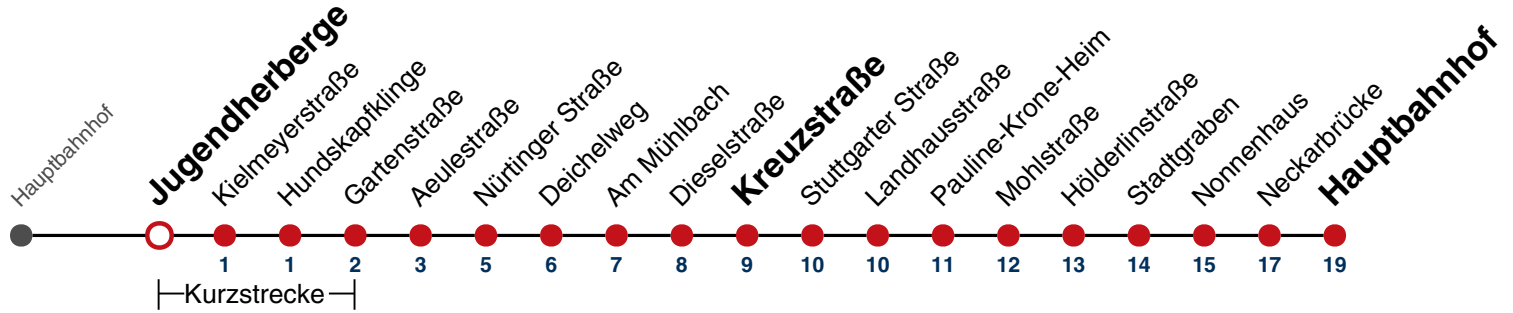 Hauptbahnhof
Jugendherberge
Kielmeyerstraße
Hundskapfklinge
Gartenstraße
Aeulestraße
Nürtinger Straße
Deichelweg
Am Mühlbach
Dieselstraße
Kreuzstraße
Stuttgarter Straße
Landhausstraße
Pauline-Krone-Heim
Mohlstraße
Hölderlinstraße
Stadtgraben
Nonnenhaus
Neckarbrücke
Hauptbahnhof
1 1 2 3 5 6 7 8 9 10 10 11 12 13 14 15 17 19
Kurzstrecke